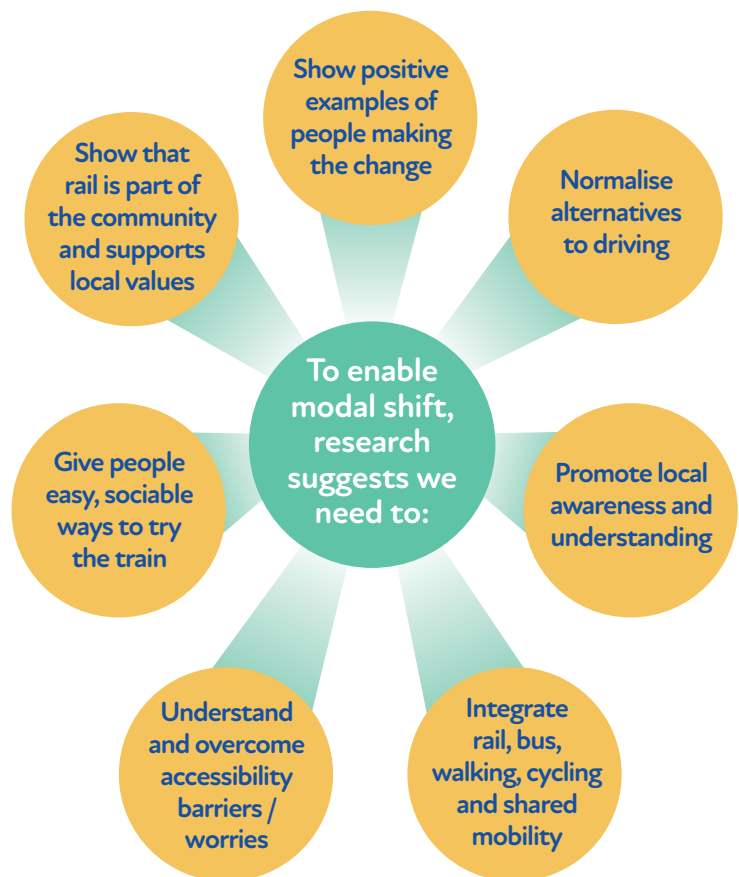 To enable
modal shift,
research
suggests we
need to:
Show positive
examples of
people making
the change
Normalise
alternatives
to driving
Promote local
awareness and
understanding
Integrate
rail, bus,
walking, cycling
and shared
mobility
Understand
and overcome
accessibility
barriers /
worries
Give people
easy, sociable
ways to try
the train
Show that
rail is part of
the community
and supports
local values